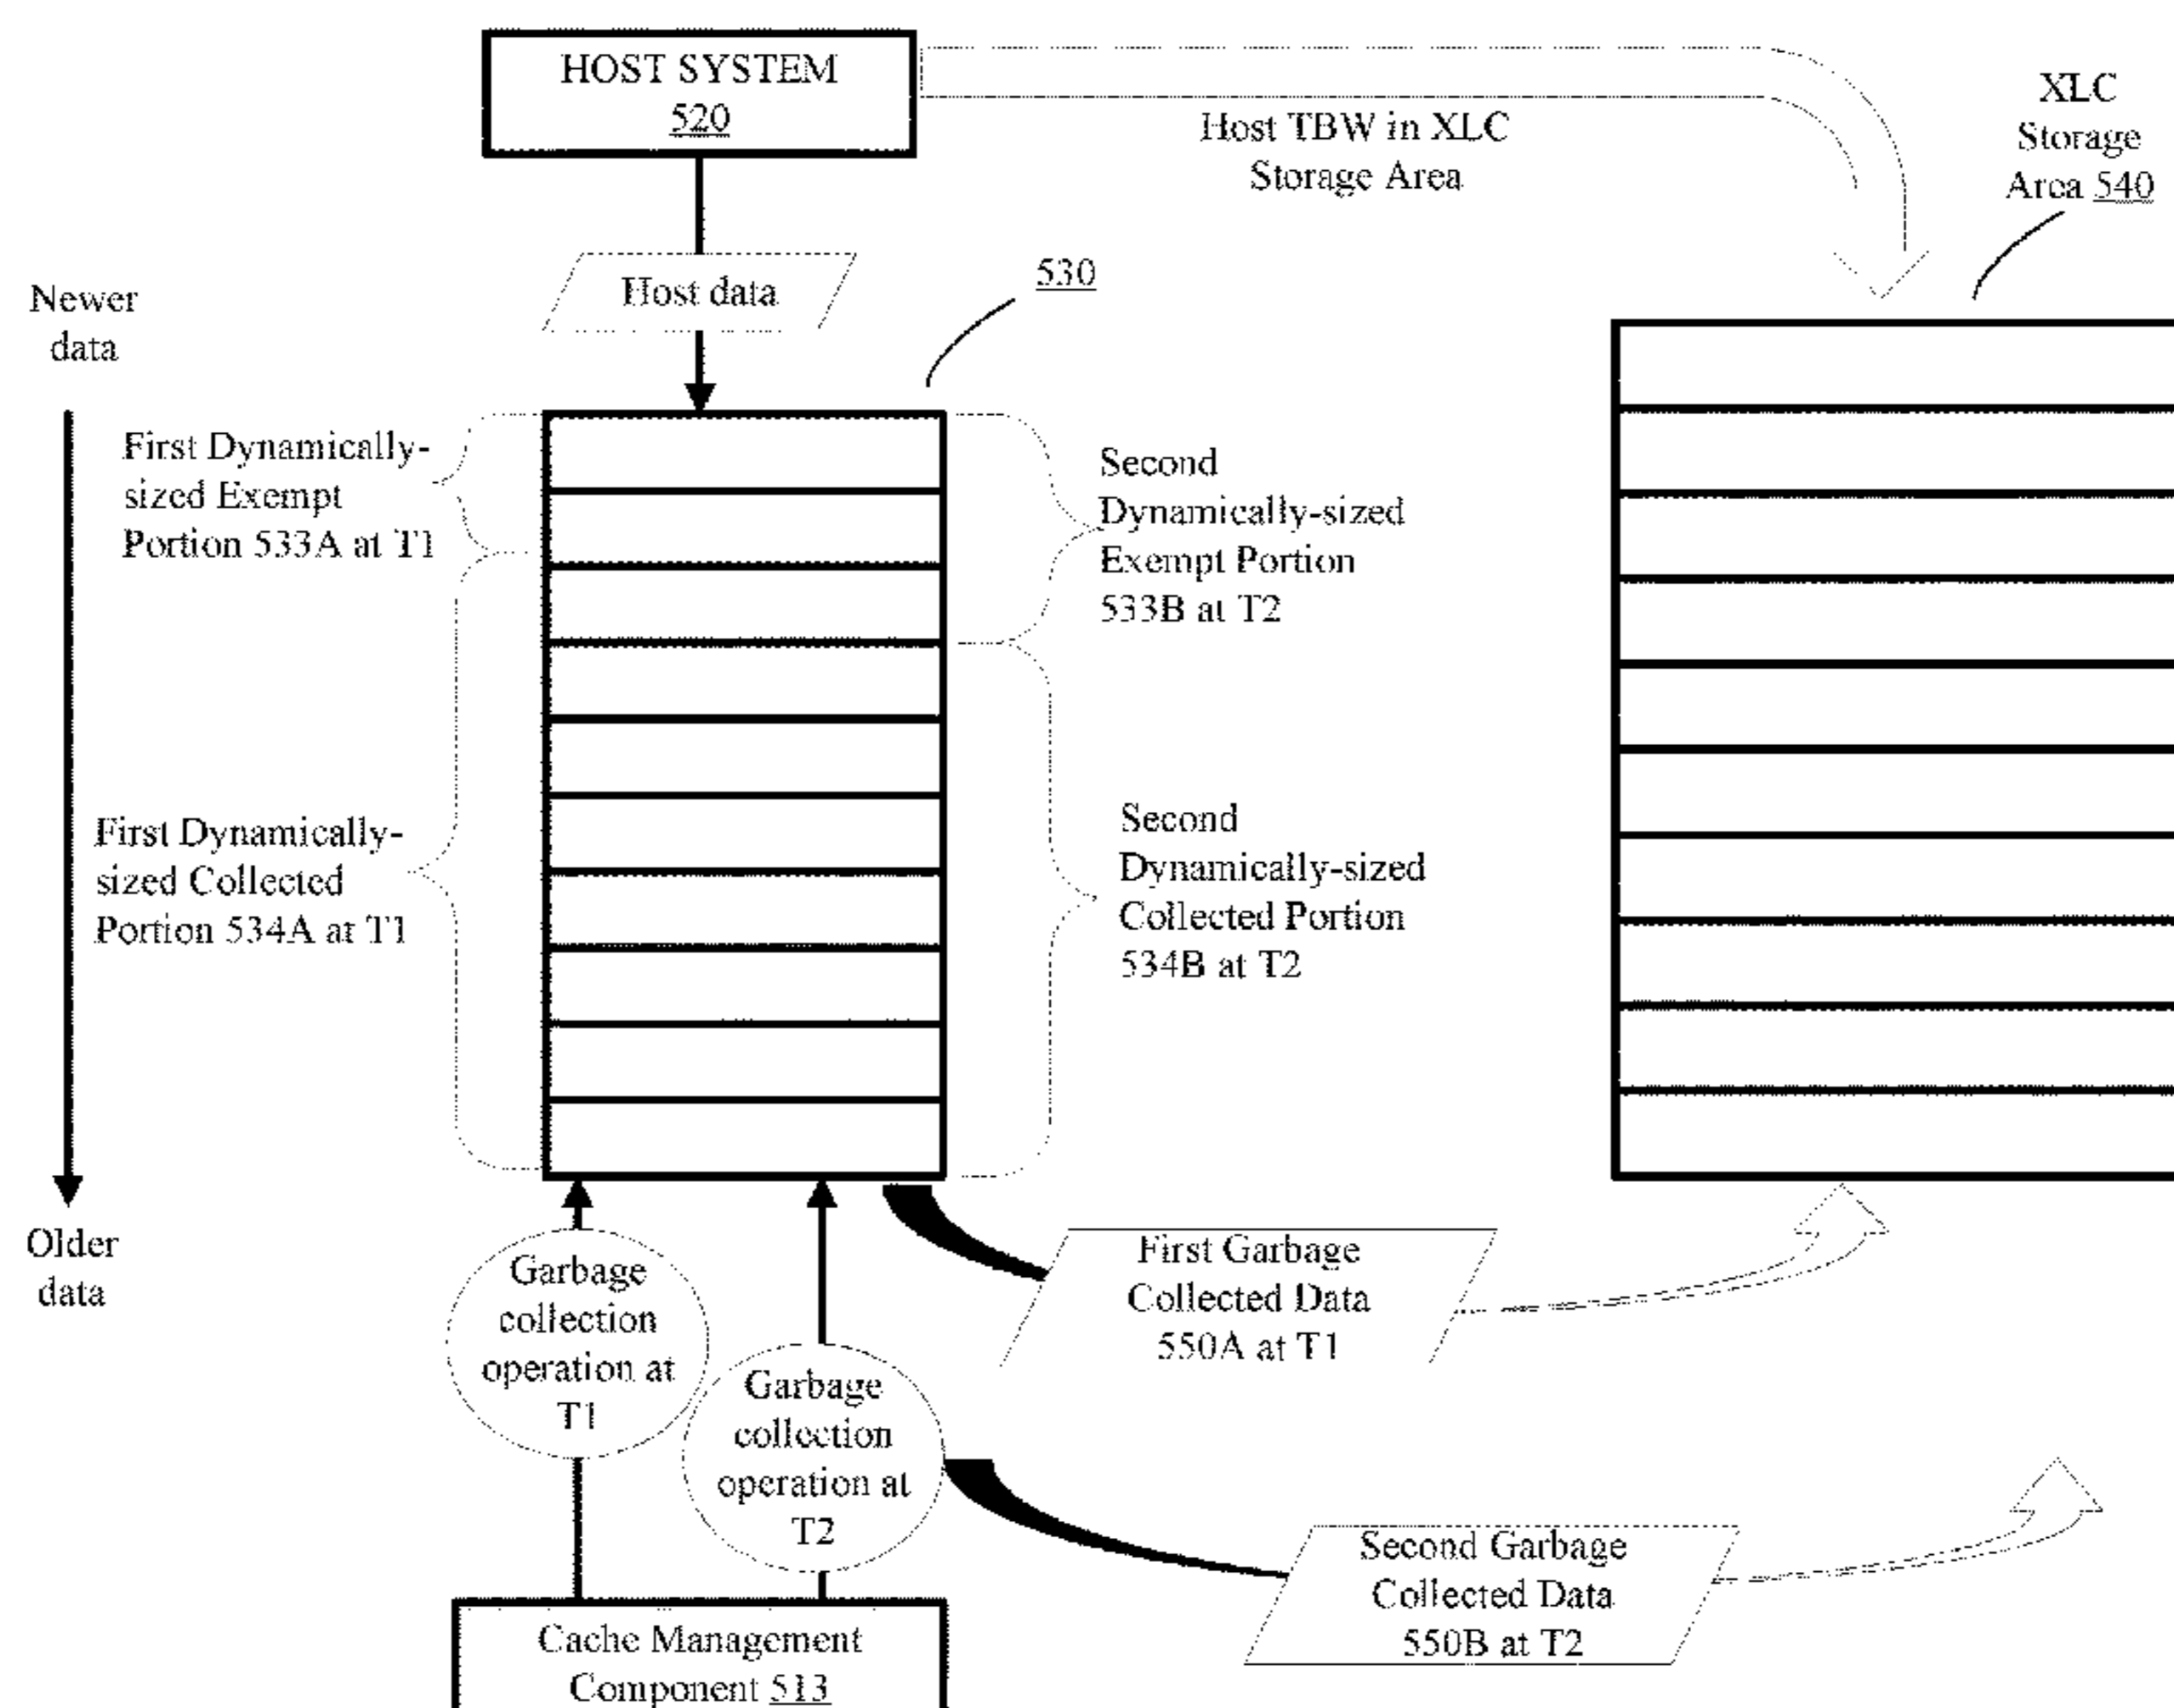 HOST SYSTEM
520
Host TBW in XLC
Storage Area
XLC
Storage
Area 540
Host data
530
Newer
data
First Dynamically-
sized Exempt
Portion 533A at T1
Second
Dynamically-sized
Exempt Portion
533B at T2
First Dynamically-
sized Collected
Portion 534A at T1
Second
Dynamically-sized
Collected Portion
534B at T2
Older
data
Garbage
collection
operation at
T1
Garbage
collection
operation at
T2
First Garbage
Collected Data
550A at T1
Second Garbage
Collected Data
550B at T2
Cache Management
Component 513